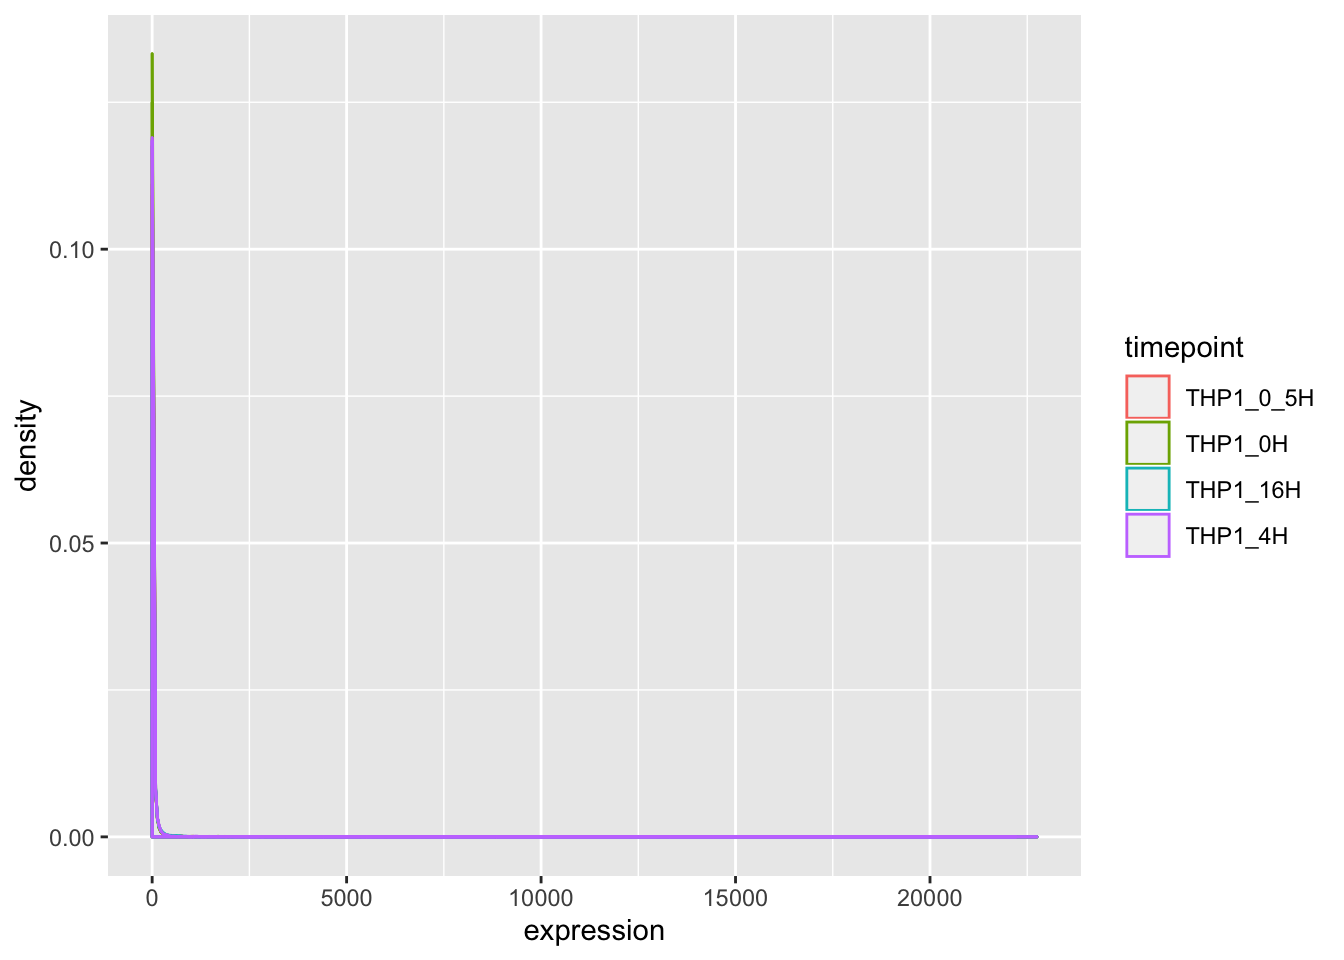 0.10
0.05
0.00
density
0
5000
10000
15000
20000
expression
timepoint
THP1_0_5H
THP1_0H
THP1_16H
THP1_4H